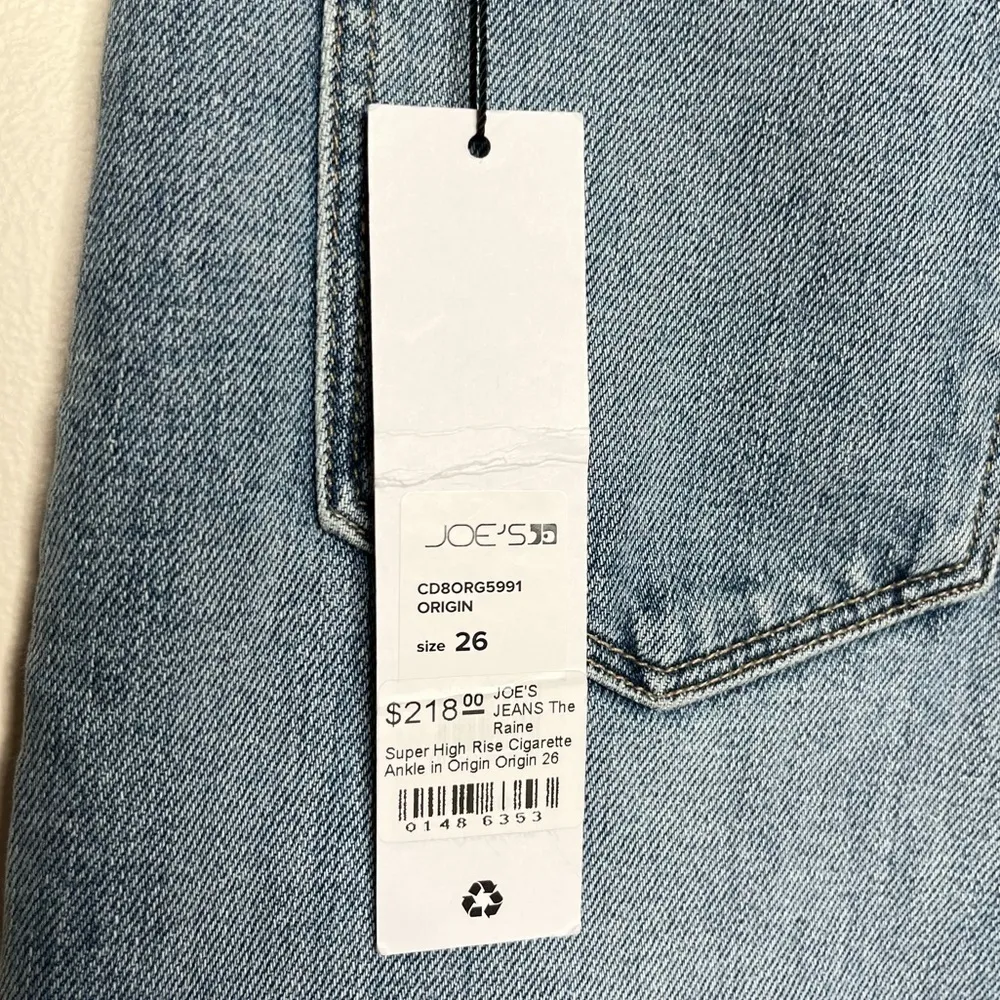 JOE'S
CD8ORG5991
ORIGIN
size 26
$218.00 JOE'S
JEANS The
Raine
Super High Rise Cigarette
Ankle in Origin Origin 26
0148 6353